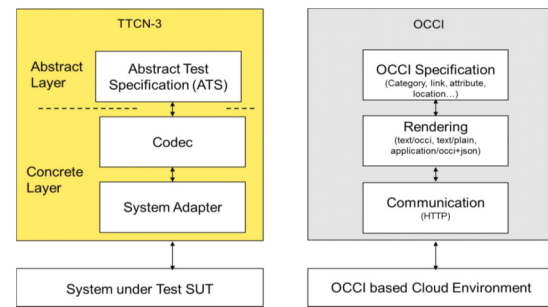 TTCN-3
Abstract
Layer
Abstract Test
Specification (ATS)
Codec
Concrete
Layer
System Adapter
System under Test SUT
OCCI
OCCI Specification
(Category, link, attribute,
location…)
Rendering
(text/occi, text/plain,
application/occi+json)
Communication
(HTTP)
OCCI based Cloud Environment